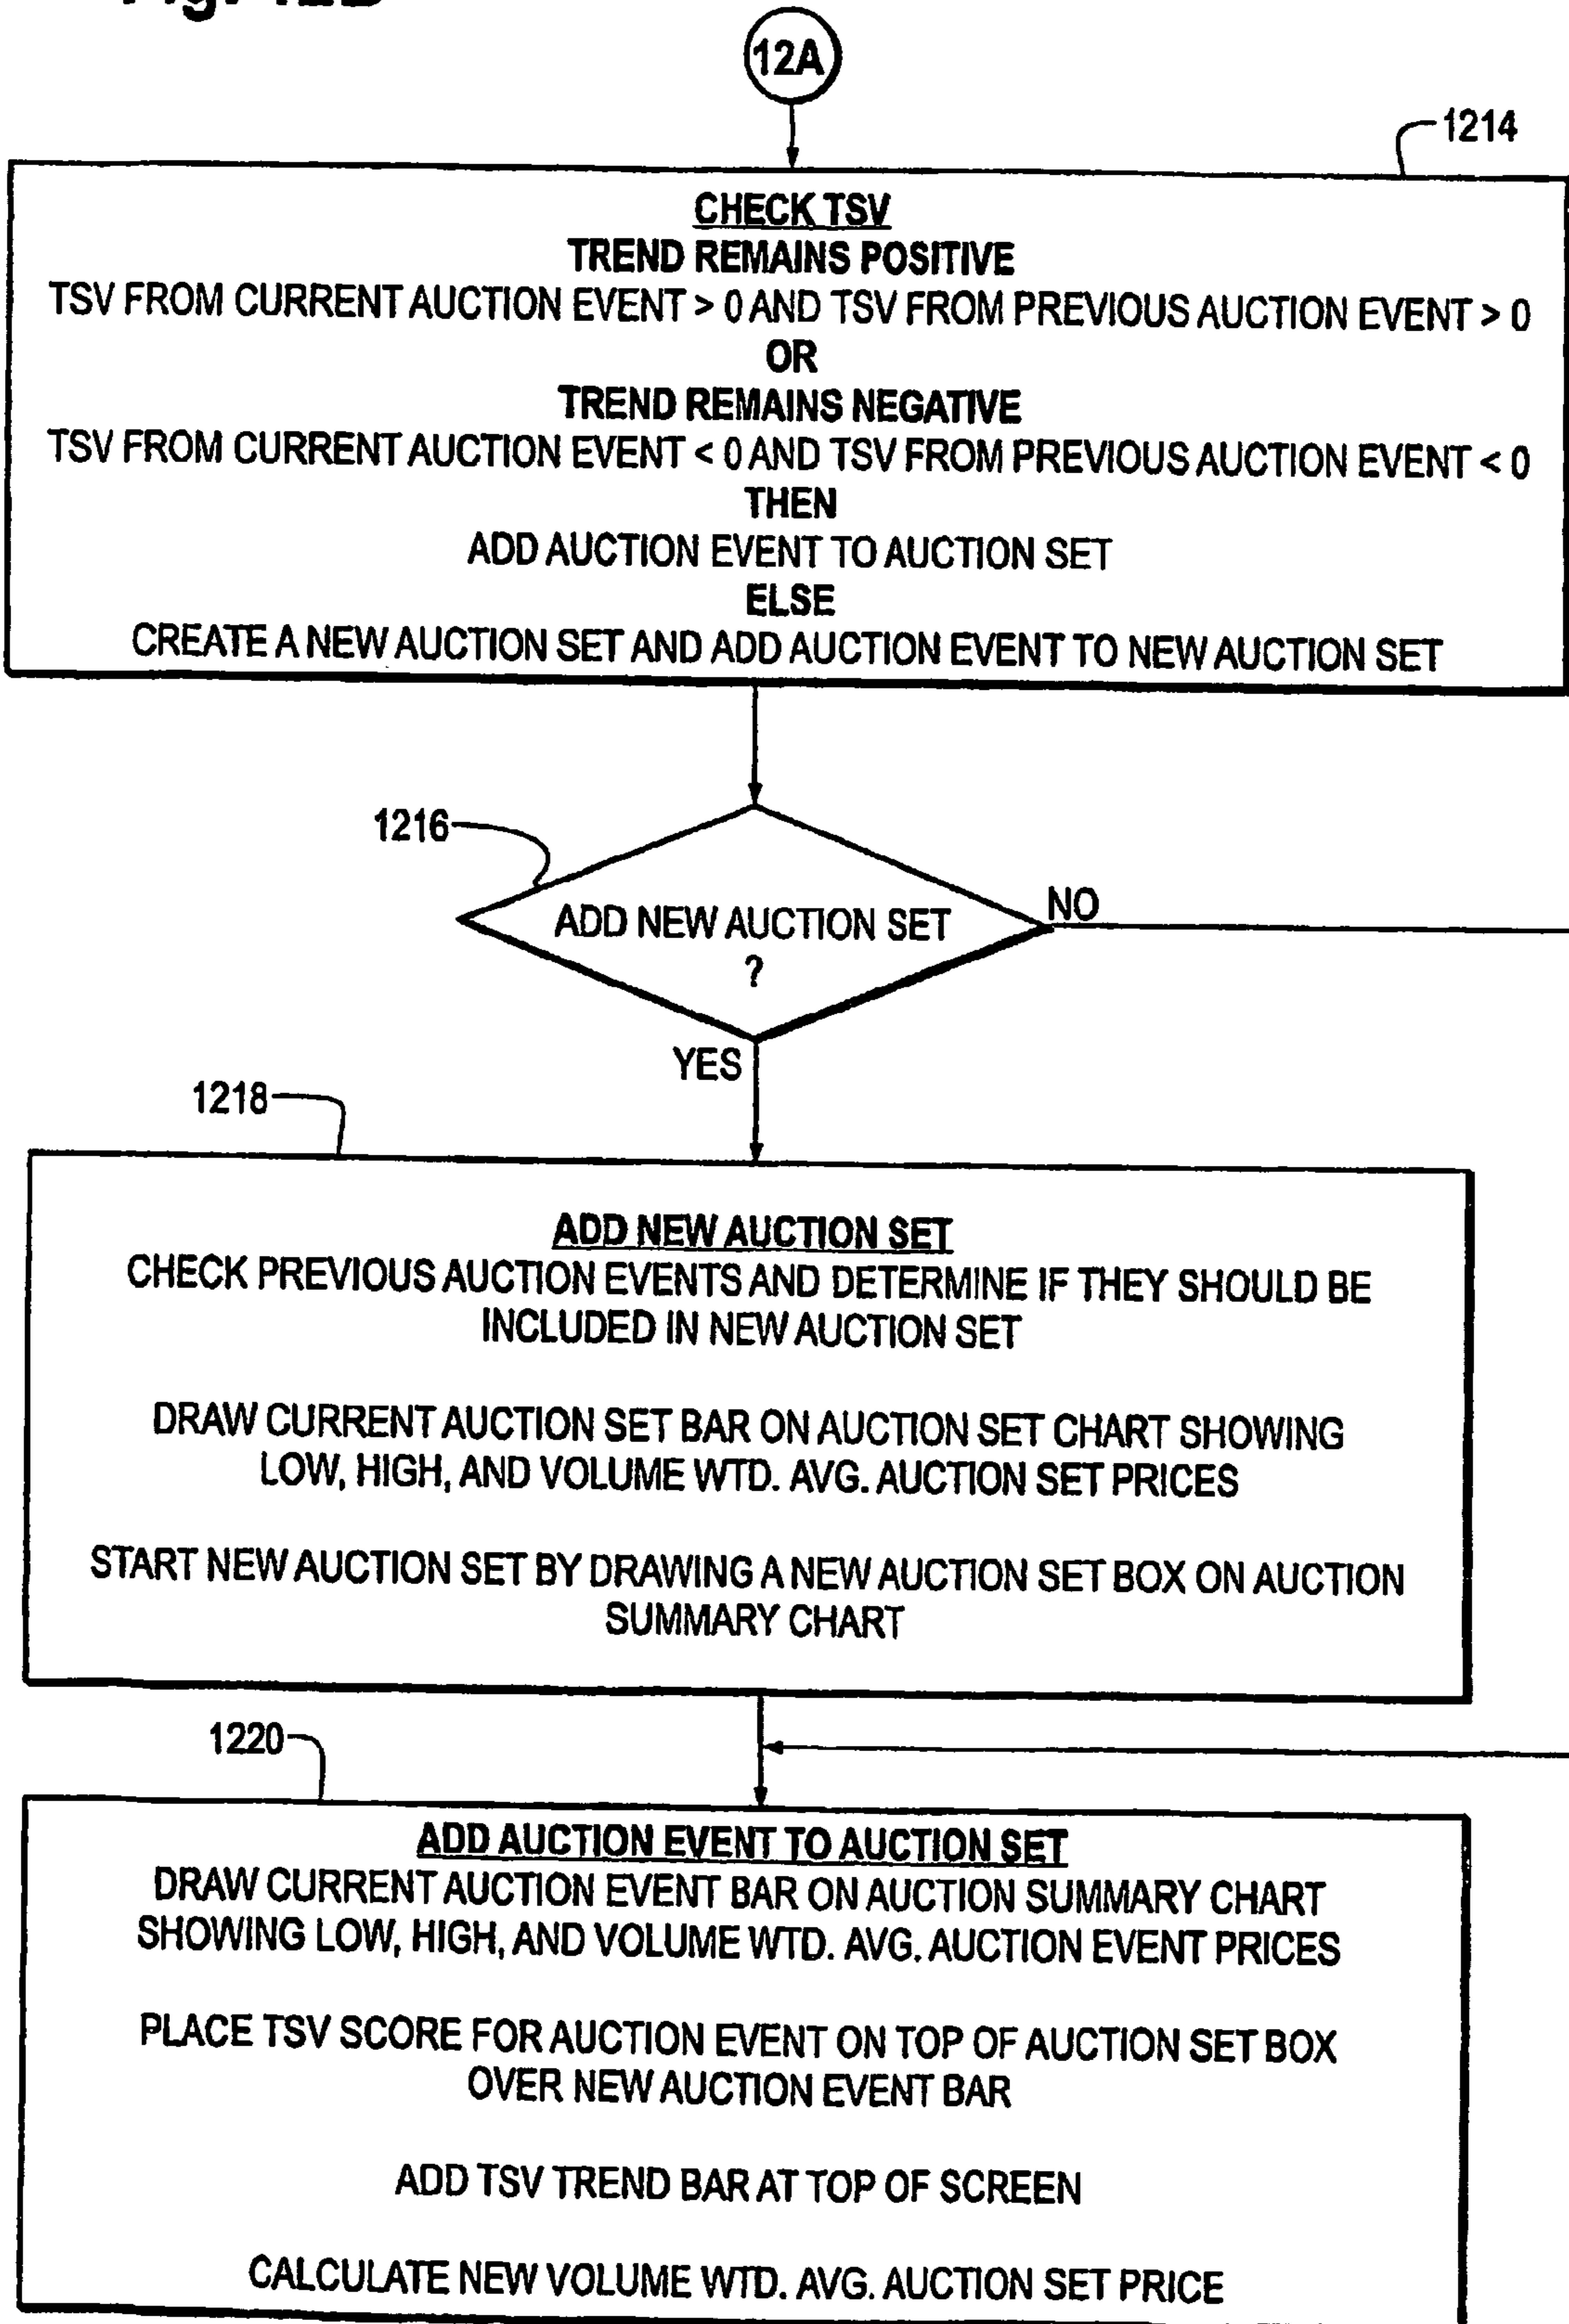 Fig. 12B
12A
1214
CHECK TSV
TREND REMAINS POSITIVE
TSV FROM CURRENT AUCTION EVENT > 0 AND TSV FROM PREVIOUS AUCTION EVENT > 0
OR
TREND REMAINS NEGATIVE
TSV FROM CURRENT AUCTION EVENT < 0 AND TSV FROM PREVIOUS AUCTION EVENT < 0
THEN
ADD AUCTION EVENT TO AUCTION SET
ELSE
CREATE A NEW AUCTION SET AND ADD AUCTION EVENT TO NEW AUCTION SET
1216
ADD NEW AUCTION SET
?
NO
YES
1218
ADD NEW AUCTION SET
CHECK PREVIOUS AUCTION EVENTS AND DETERMINE IF THEY SHOULD BE
INCLUDED IN NEW AUCTION SET
DRAW CURRENT AUCTION SET BAR ON AUCTION SET CHART SHOWING
LOW, HIGH, AND VOLUME WTD. AVG. AUCTION SET PRICES
START NEW AUCTION SET BY DRAWING A NEW AUCTION SET BOX ON AUCTION
SUMMARY CHART
1220
ADD AUCTION EVENT TO AUCTION SET
DRAW CURRENT AUCTION EVENT BAR ON AUCTION SUMMARY CHART
SHOWING LOW, HIGH, AND VOLUME WTD. AVG. AUCTION EVENT PRICES
PLACE TSV SCORE FOR AUCTION EVENT ON TOP OF AUCTION SET BOX
OVER NEW AUCTION EVENT BAR
ADD TSV TREND BAR AT TOP OF SCREEN
CALCULATE NEW VOLUME WTD. AVG. AUCTION SET PRICE